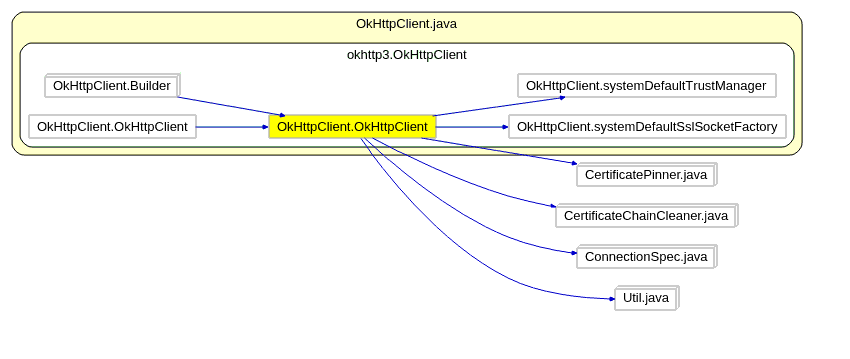 OkHttpClient.java
okhttp3.OkHttpClient
OkHttpClient.Builder
OkHttpClient.systemDefaultTrustManager
OkHttpClient.OkHttpClient
OkHttpClient.OkHttpClient
OkHttpClient.systemDefaultSslSocketFactory
CertificatePinner.java
CertificateChainCleaner.java
ConnectionSpec.java
Util.java